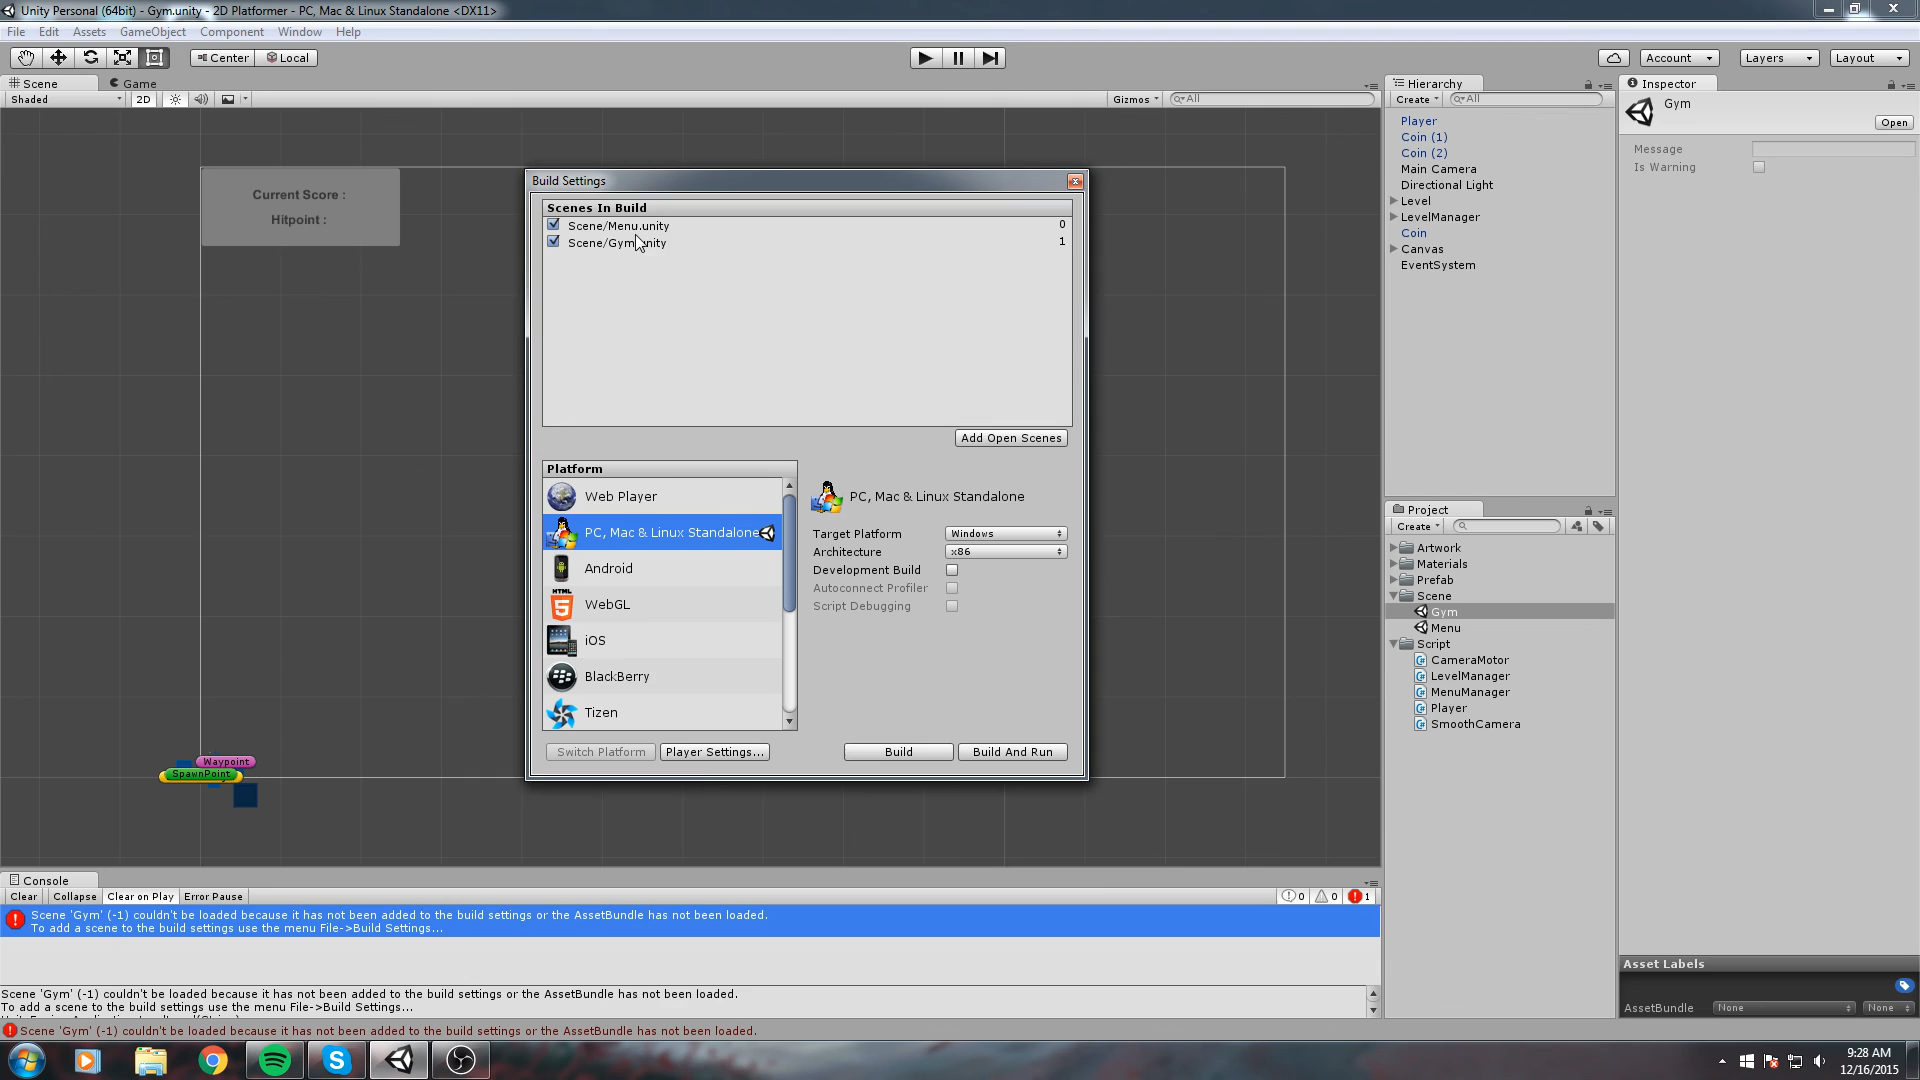 Unity Personal (64bit) - Gym.unity - 2D Platformer - PC, Mac & Linux Standalone <DX11>
File Edit Assets GameObject Component Window Help
Center Local Account Layers Layout
Scene Game
Shaded 2D Gizmos All
Hierarchy
Create All
Player
Coin (1)
Coin (2)
Main Camera
Directional Light
Level
LevelManager
Coin
Canvas
EventSystem
Inspector
Gym
Open
Message
Is Warning
Current Score :
Hitpoint :
Waypoint
SpawnPoint
Build Settings
Scenes In Build
Scene/Menu.unity 0
Scene/Gym.unity 1
Add Open Scenes
Platform
Web Player
PC, Mac & Linux Standalone
Android
HTML 5 WebGL
iOS
BlackBerry
Tizen
PC, Mac & Linux Standalone
Target Platform Windows
Architecture x86
Development Build
Autoconnect Profiler
Script Debugging
Switch Platform Player Settings... Build Build And Run
Project
Create
Artwork
Materials
Prefab
Scene
Gym
Menu
Script
CameraMotor
LevelManager
MenuManager
Player
SmoothCamera
Asset Labels
AssetBundle None None
Console
Clear Collapse Clear on Play Error Pause 0 0 1
Scene 'Gym' (-1) couldn't be loaded because it has not been added to the build settings or the AssetBundle has not been loaded.
To add a scene to the build settings use the menu File->Build Settings...
Scene 'Gym' (-1) couldn't be loaded because it has not been added to the build settings or the AssetBundle has not been loaded.
To add a scene to the build settings use the menu File->Build Settings...
Scene 'Gym' (-1) couldn't be loaded because it has not been added to the build settings or the AssetBundle has not been loaded.
9:28 AM
12/16/2015